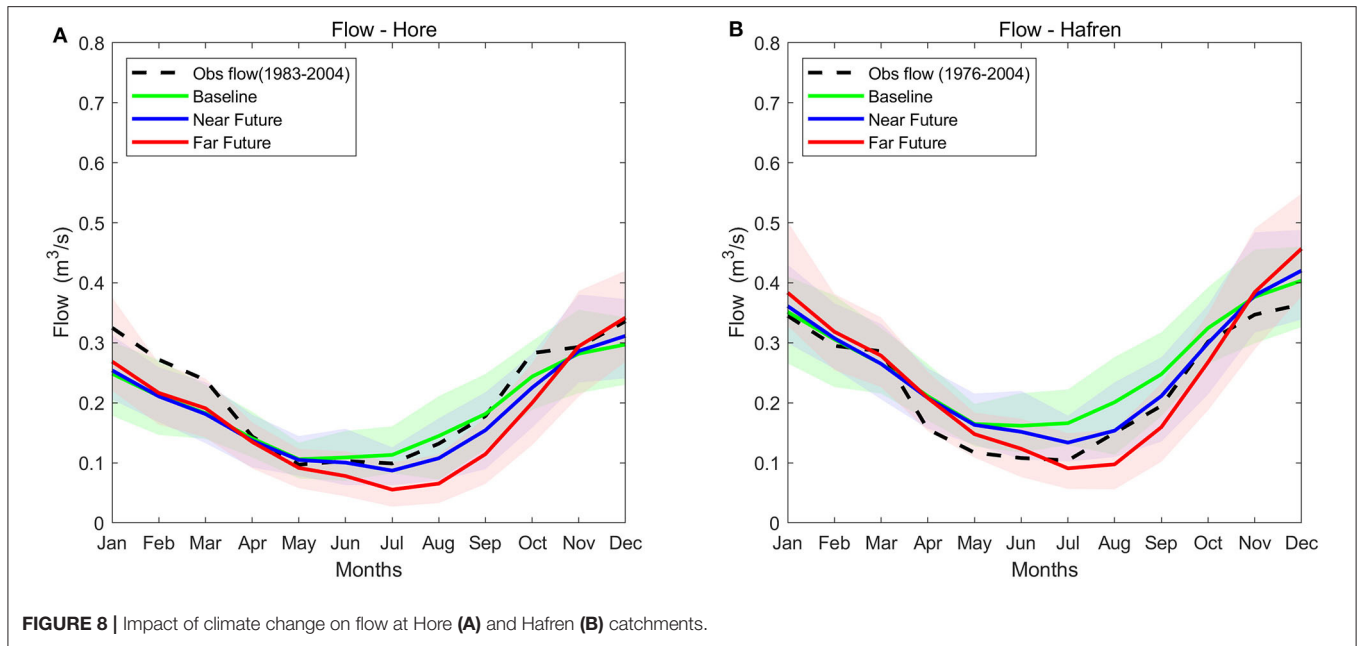 A
Flow - Hore
Obs flow(1983-2004)
Baseline
Near Future
Far Future
0.8
0.7
0.6
0.5
0.4
0.3
0.2
0.1
0
Flow (m³/s)
Jan Feb Mar Apr May Jun Jul Aug Sep Oct Nov Dec
Months
B
Flow - Hafren
Obs flow (1976-2004)
Baseline
Near Future
Far Future
0.8
0.7
0.6
0.5
0.4
0.3
0.2
0.1
0
Flow (m³/s)
Jan Feb Mar Apr May Jun Jul Aug Sep Oct Nov Dec
Months
FIGURE 8 | Impact of climate change on flow at Hore (A) and Hafren (B) catchments.